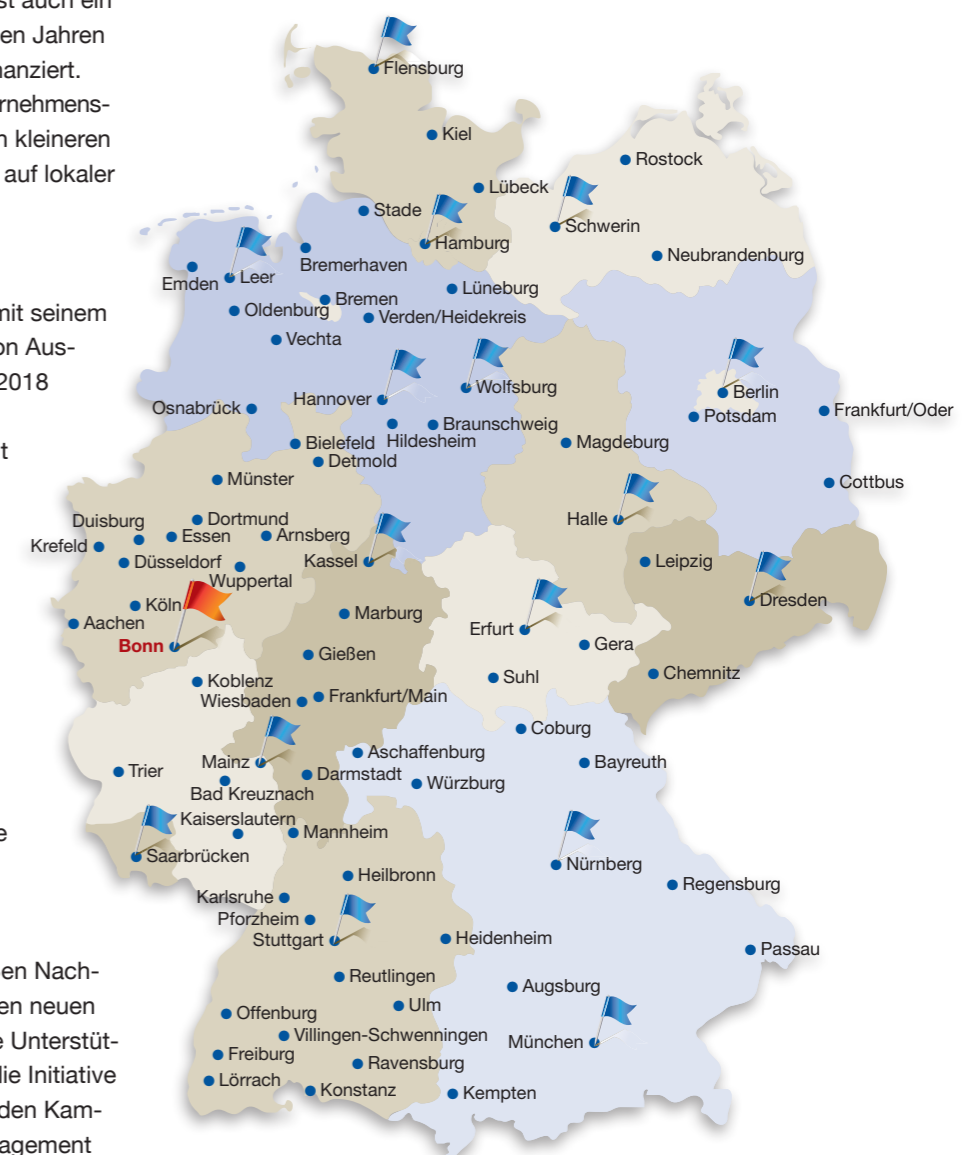 st auch ein
en Jahren
anziert.
ernehmens-
n kleineren
auf lokaler
mit seinem
on Aus-
2018
t
e
en Nach-
en neuen
e Unterstüt-
die Initiative
den Kam-
agement
Flensburg
Kiel
Rostock
Lübeck
Stade
Schwerin
Hamburg
Neubrandenburg
Bremerhaven
Leer
Emden
Lüneburg
Bremen
Oldenburg
Verden/Heidekreis
Vechta
Wolfsburg
Berlin
Hannover
Osnabrück
Frankfurt/Oder
Potsdam
Braunschweig
Hildesheim
Bielefeld
Magdeburg
Detmold
Münster
Cottbus
Duisburg
Dortmund
Halle
Essen
Arnsberg
Krefeld
Düsseldorf
Kassel
Leipzig
Wuppertal
Köln
Dresden
Marburg
Aachen
Erfurt
Bonn
Gera
Gießen
Chemnitz
Suhl
Koblenz
Wiesbaden
Frankfurt/Main
Coburg
Aschaffenburg
Mainz
Bayreuth
Trier
Darmstadt
Würzburg
Bad Kreuznach
Kaiserslautern
Mannheim
Saarbrücken
Nürnberg
Heilbronn
Regensburg
Karlsruhe
Pforzheim
Stuttgart
Heidenheim
Passau
Reutlingen
Augsburg
Ulm
Offenburg
Villingen-Schwenningen
München
Freiburg
Ravensburg
Lörrach
Konstanz
Kempten